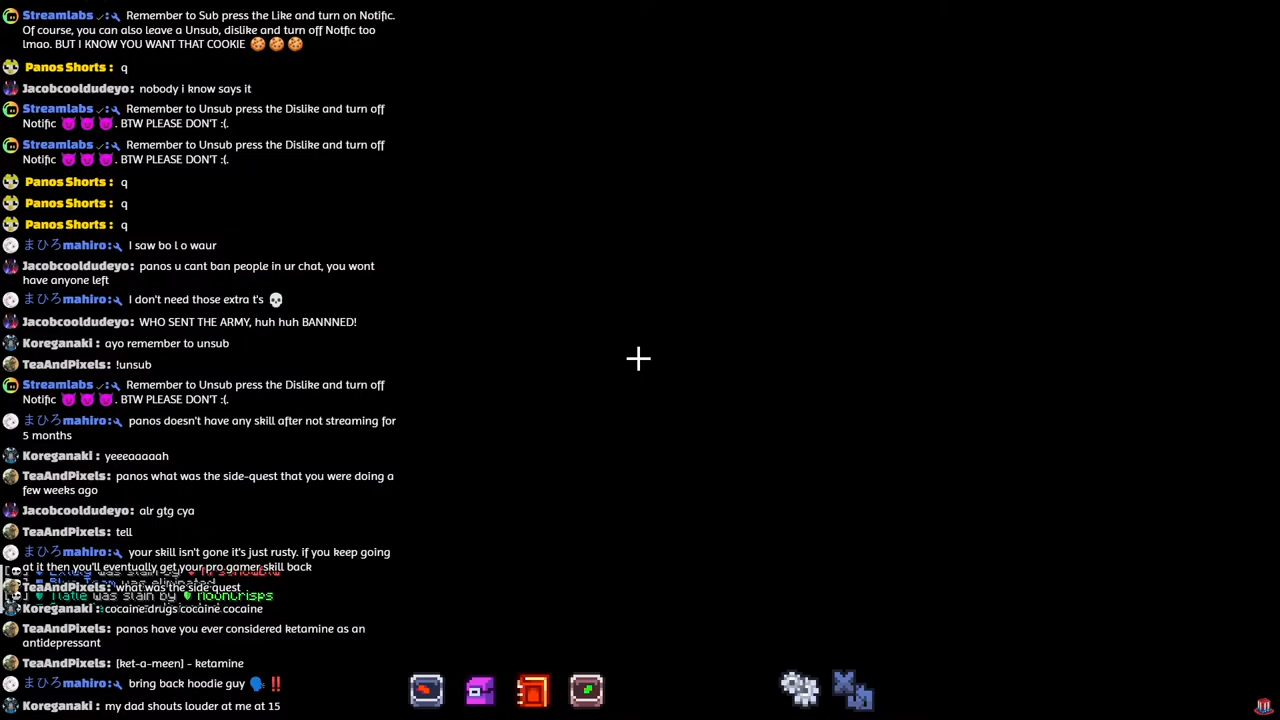 Streamlabs: Remember to Sub press the Like and turn on Notific.
Of course, you can also leave a Unsub, dislike and turn off Notfic too
lmao. BUT I KNOW YOU WANT THAT COOKIE 🍪 🍪 🍪
Panos Shorts : q
Jacobcooldudeyo: nobody i know says it
Streamlabs: Remember to Unsub press the Dislike and turn off
Notific 😈 😈 😈. BTW PLEASE DON'T :(.
Streamlabs: Remember to Unsub press the Dislike and turn off
Notific 😈 😈 😈. BTW PLEASE DON'T :(.
Panos Shorts : q
Panos Shorts : q
Panos Shorts : q
まひろmahiro: I saw bo l o waur
Jacobcooldudeyo: panos u cant ban people in ur chat, you wont
have anyone left
まひろmahiro: I don't need those extra t's 💀
Jacobcooldudeyo: WHO SENT THE ARMY, huh huh BANNNED!
Koreganaki : ayo remember to unsub
TeaAndPixels: !unsub
Streamlabs: Remember to Unsub press the Dislike and turn off
Notific 😈 😈 😈. BTW PLEASE DON'T :(.
まひろmahiro: panos doesn't have any skill after not streaming for
5 months
Koreganaki : yeeeaaaaah
TeaAndPixels: panos what was the side-quest that you were doing a
few weeks ago
Jacobcooldudeyo: alr gtg cya
TeaAndPixels: tell
まひろmahiro: your skill isn't gone it's just rusty. if you keep going
at it then you'll eventually get your pro gamer skill back
was slain by
Blue Team was eliminated
TeaAndPixels: what was the side quest
was slain by MoonCrisps
Koreganaki : cocaine drugs cocaine cocaine
TeaAndPixels: panos have you ever considered ketamine as an
antidepressant
TeaAndPixels: [ket-a-meen] - ketamine
まひろmahiro: bring back hoodie guy 🗣️ ‼️
Koreganaki : my dad shouts louder at me at 15